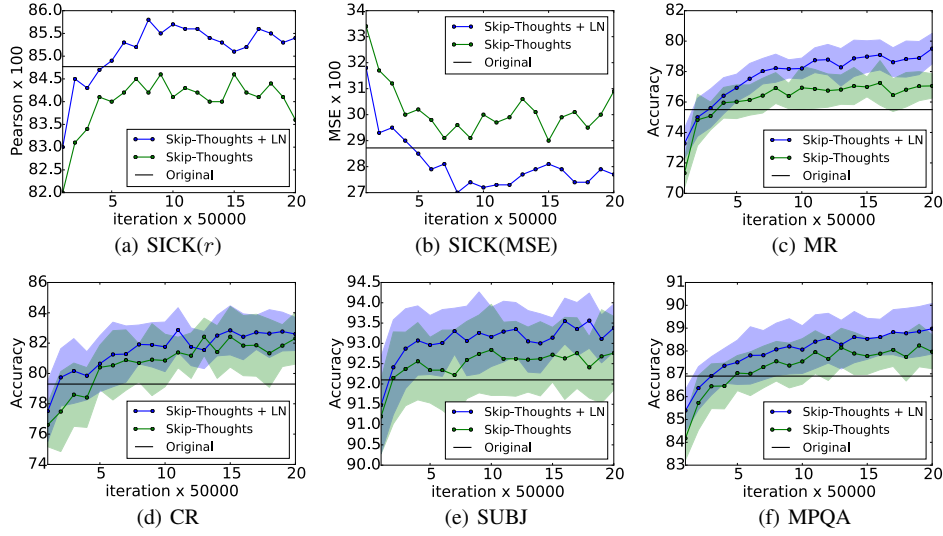 86.0
85.5
85.0
84.5
84.0
83.5
83.0
82.5
82.0
Pearson x 100
Skip-Thoughts + LN
Skip-Thoughts
Original
5 10 15 20
iteration x 50000
(a) SICK(r)
34
33
32
31
30
29
28
27
MSE x 100
Skip-Thoughts + LN
Skip-Thoughts
Original
5 10 15 20
iteration x 50000
(b) SICK(MSE)
80
78
76
74
72
70
Accuracy
Skip-Thoughts + LN
Skip-Thoughts
Original
5 10 15 20
iteration x 50000
(c) MR
86
84
82
80
78
76
74
Accuracy
Skip-Thoughts + LN
Skip-Thoughts
Original
5 10 15 20
iteration x 50000
(d) CR
94.5
94.0
93.5
93.0
92.5
92.0
91.5
91.0
90.5
90.0
Accuracy
Skip-Thoughts + LN
Skip-Thoughts
Original
5 10 15 20
iteration x 50000
(e) SUBJ
91
90
89
88
87
86
85
84
83
Accuracy
Skip-Thoughts + LN
Skip-Thoughts
Original
5 10 15 20
iteration x 50000
(f) MPQA